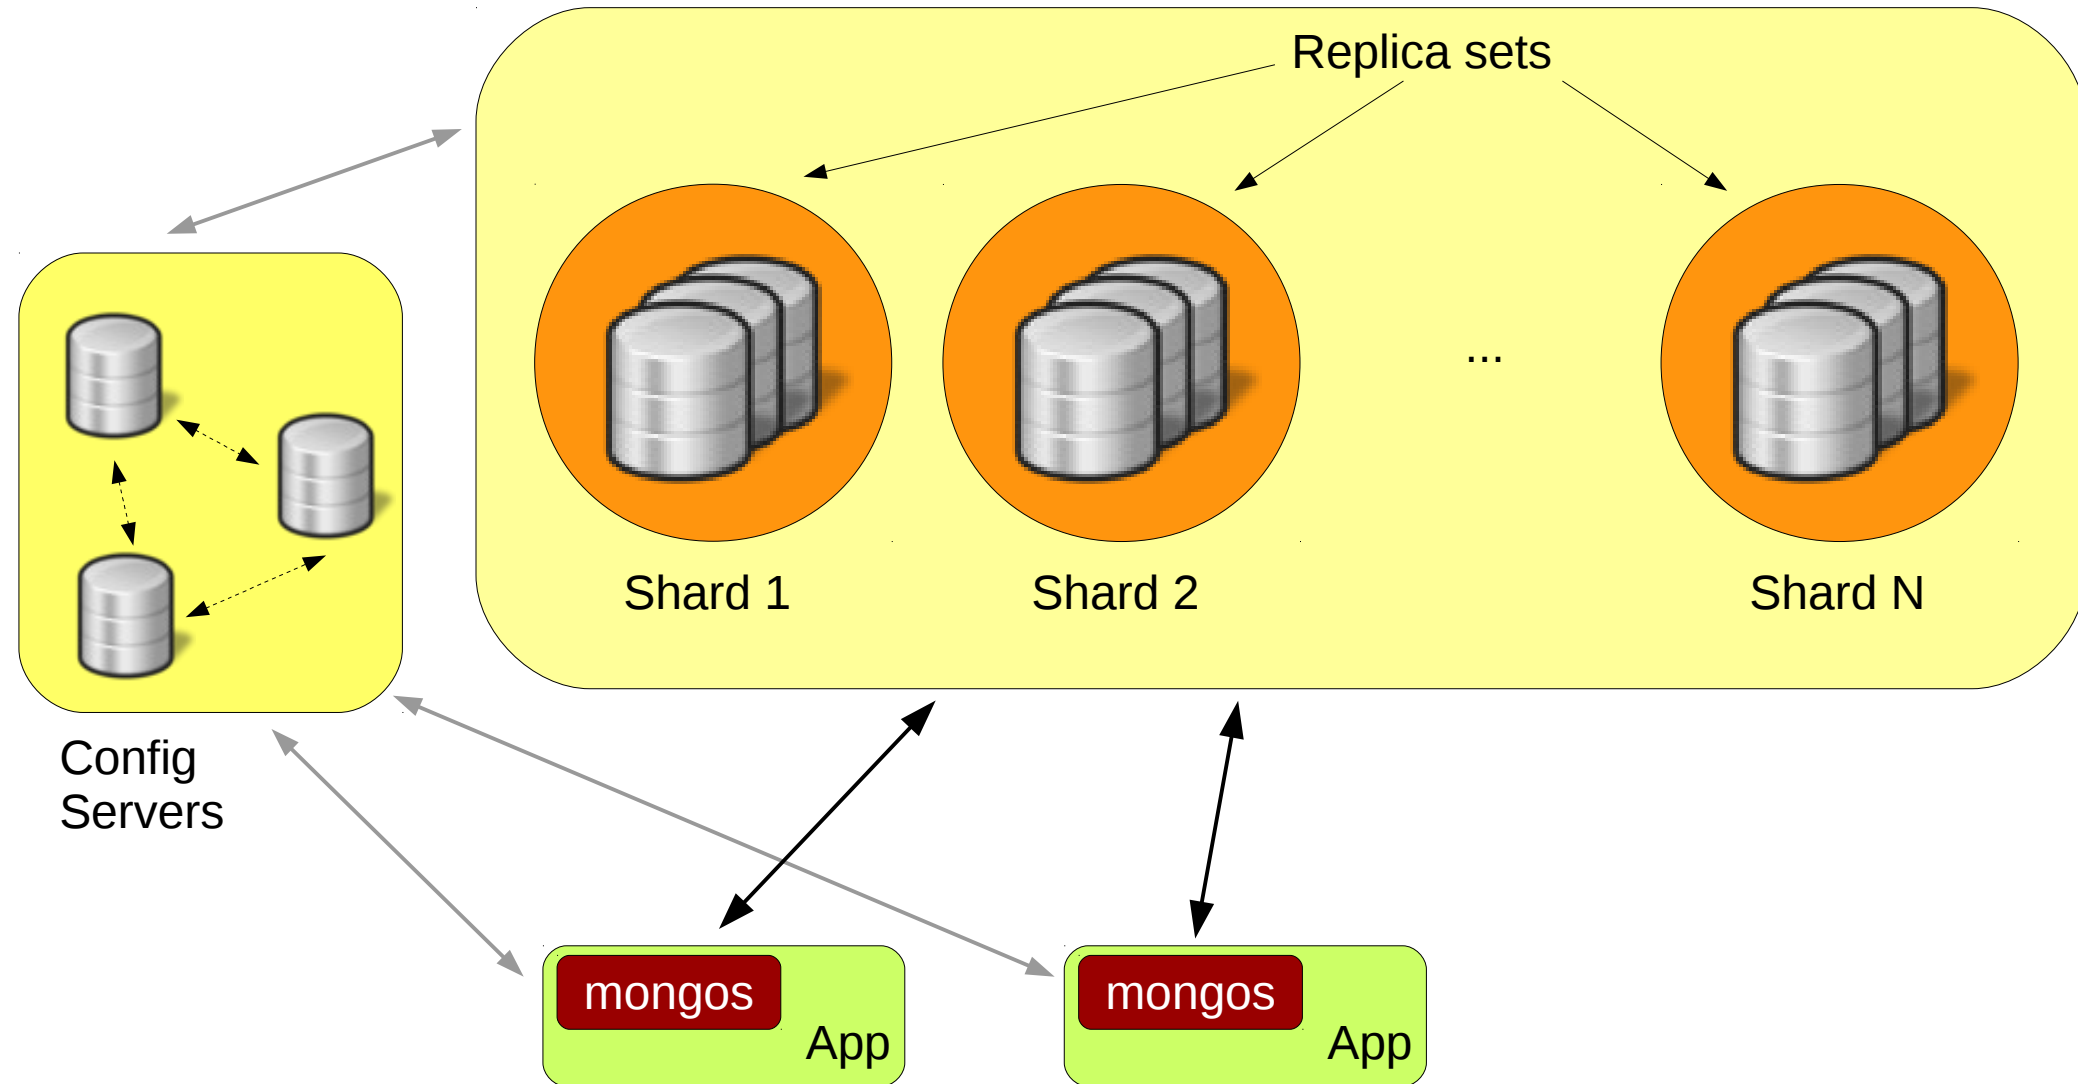 Replica sets
...
Shard 1
Shard 2
Shard N
Config
Servers
mongos
App
mongos
App